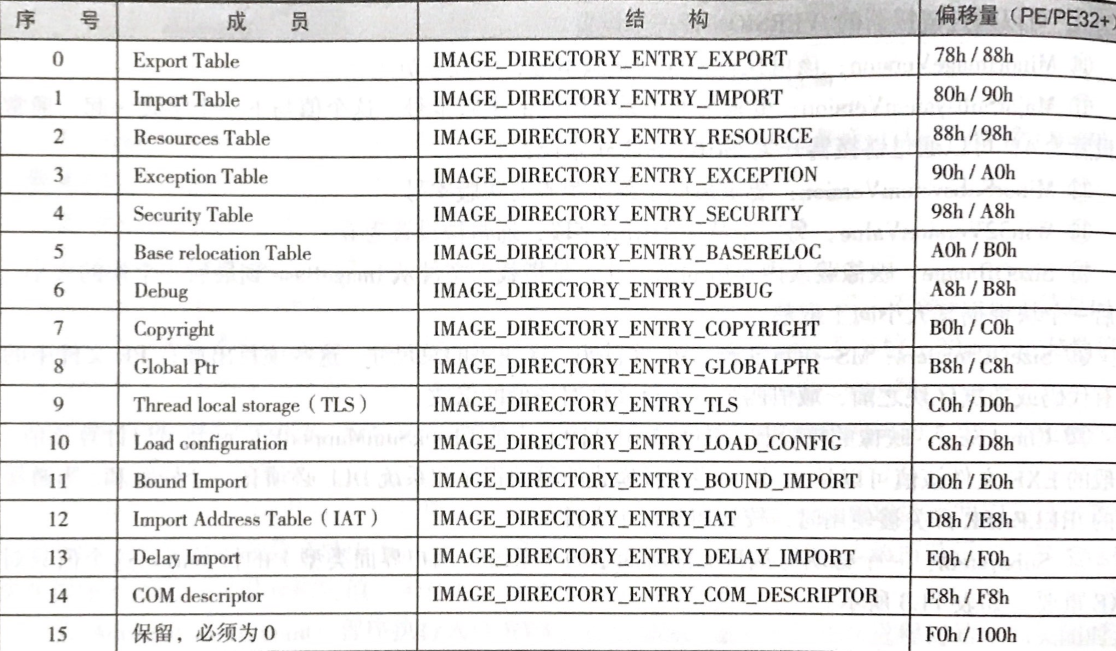 序 号 成 员 结 构 偏移量（PE/PE32+）
0 Export Table IMAGE_DIRECTORY_ENTRY_EXPORT 78h / 88h
1 Import Table IMAGE_DIRECTORY_ENTRY_IMPORT 80h / 90h
2 Resources Table IMAGE_DIRECTORY_ENTRY_RESOURCE 88h / 98h
3 Exception Table IMAGE_DIRECTORY_ENTRY_EXCEPTION 90h / A0h
4 Security Table IMAGE_DIRECTORY_ENTRY_SECURITY 98h / A8h
5 Base relocation Table IMAGE_DIRECTORY_ENTRY_BASERELOC A0h / B0h
6 Debug IMAGE_DIRECTORY_ENTRY_DEBUG A8h / B8h
7 Copyright IMAGE_DIRECTORY_ENTRY_COPYRIGHT B0h / C0h
8 Global Ptr IMAGE_DIRECTORY_ENTRY_GLOBALPTR B8h / C8h
9 Thread local storage（TLS） IMAGE_DIRECTORY_ENTRY_TLS C0h / D0h
10 Load configuration IMAGE_DIRECTORY_ENTRY_LOAD_CONFIG C8h / D8h
11 Bound Import IMAGE_DIRECTORY_ENTRY_BOUND_IMPORT D0h / E0h
12 Import Address Table（IAT） IMAGE_DIRECTORY_ENTRY_IAT D8h / E8h
13 Delay Import IMAGE_DIRECTORY_ENTRY_DELAY_IMPORT E0h / F0h
14 COM descriptor IMAGE_DIRECTORY_ENTRY_COM_DESCRIPTOR E8h / F8h
15 保留，必须为 0 F0h / 100h